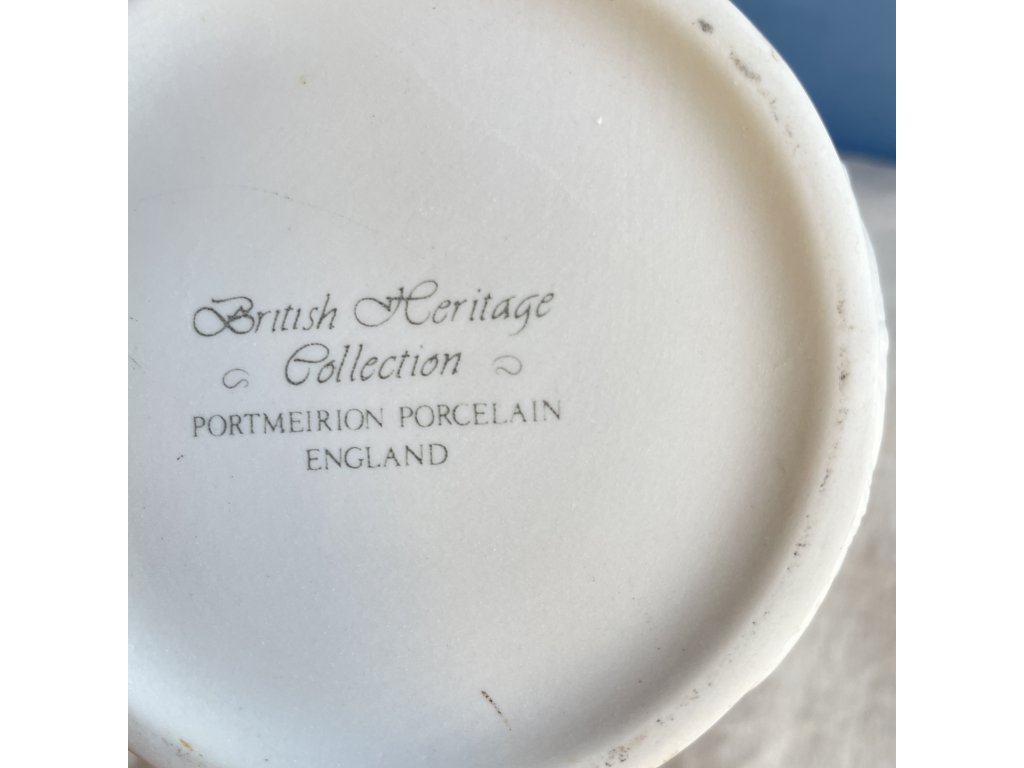 British Heritage
Collection
PORTMEIRION PORCELAIN
ENGLAND